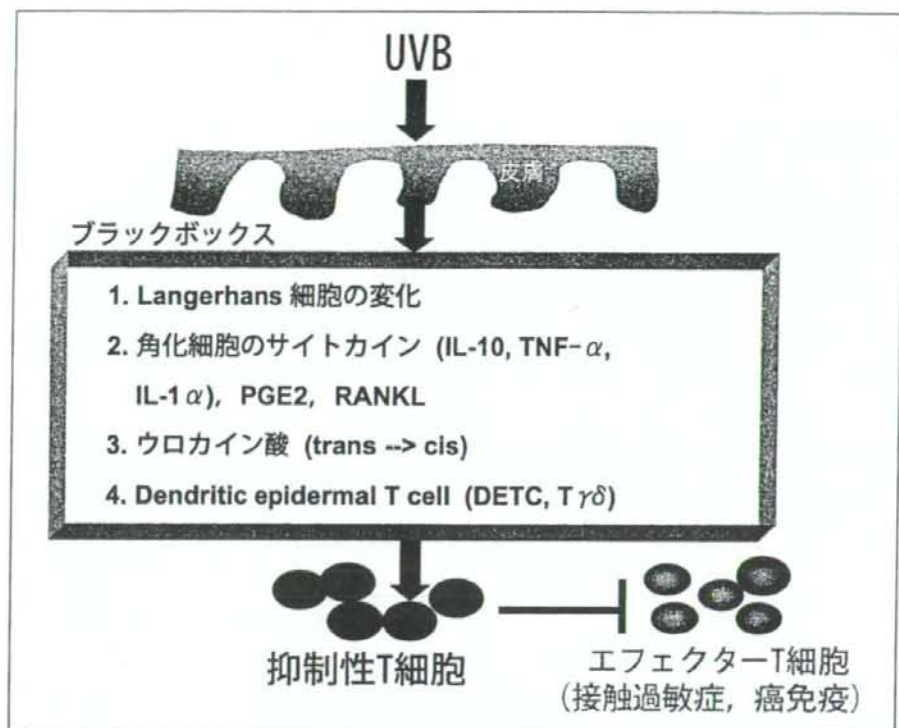 UVB
皮膚
ブラックボックス
1. Langerhans 細胞の変化
2. 角化細胞のサイトカイン (IL-10, TNF-α,
IL-1α), PGE2, RANKL
3. ウロカイン酸 (trans --> cis)
4. Dendritic epidermal T cell (DETC, Tγδ)
抑制性T細胞
エフェクターT細胞
(接触過敏症, 癌免疫)